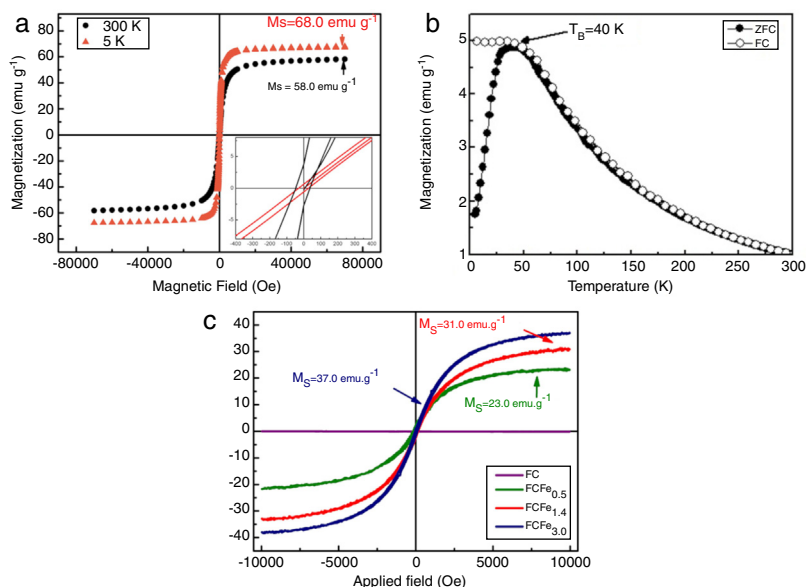 a
300 K
5 K
Ms=68.0 emu g-1
Ms = 58.0 emu g-1
Magnetization (emu g-1)
80
60
40
20
0
-20
-40
-60
-80
-80000 -40000 0 40000 80000
Magnetic Field (Oe)
5
0
-5
-400 -300 -200 -100 0 100 200 300 400
b
TB=40 K
ZFC
FC
Magnetization (emu g-1)
5
4
3
2
1
0 50 100 150 200 250 300
Temperature (K)
c
MS=31.0 emu.g-1
MS=37.0 emu.g-1
MS=23.0 emu.g-1
40
30
20
10
0
-10
-20
-30
-40
FC
FCFe0.5
FCFe1.4
FCFe3.0
-10000 -5000 0 5000 10000
Applied field (Oe)